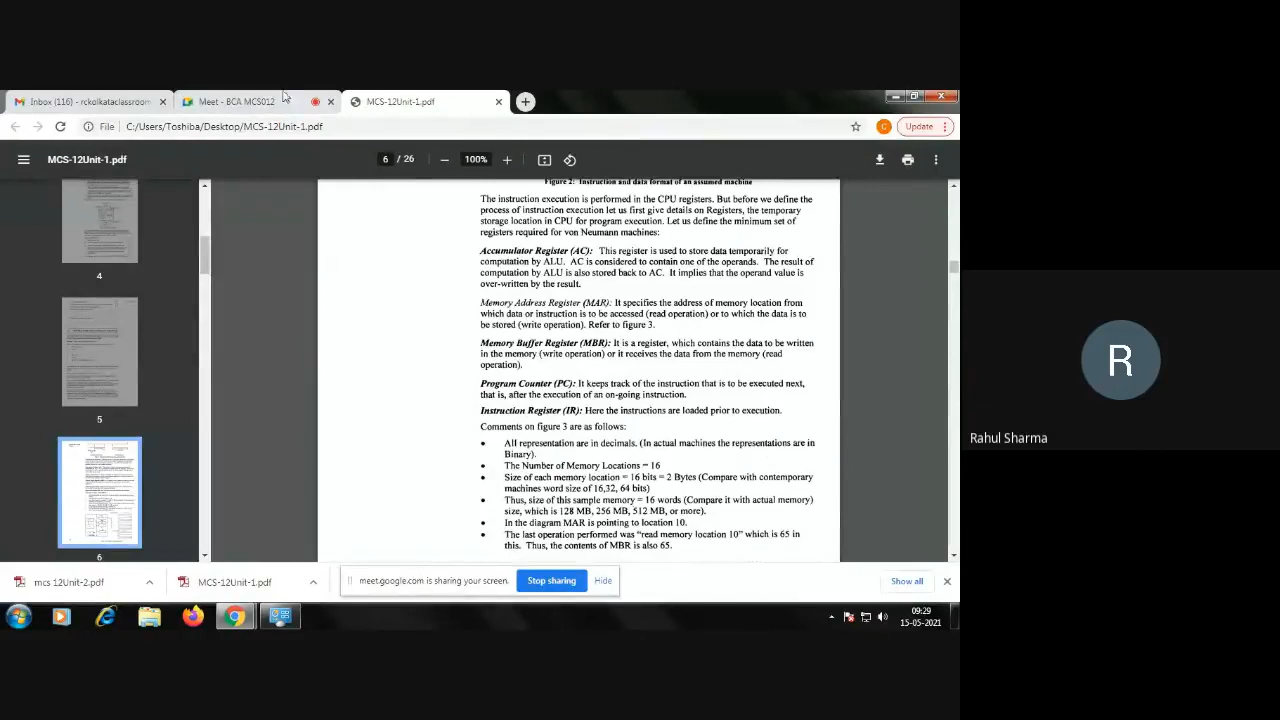 Inbox (116) - rckolkataclassroom
Meet - BCA MCS012
MCS-12Unit-1.pdf
File
C:/Users/Toshiba/Desktop/MCS-12Unit-1.pdf
Update
MCS-12Unit-1.pdf
6 / 26
100%
Figure 2: Instruction and data format of an assumed machine
The instruction execution is performed in the CPU registers. But before we define the
process of instruction execution let us first give details on Registers, the temporary
storage location in CPU for program execution. Let us define the minimum set of
registers required for von Neumann machines:
Accumulator Register (AC): This register is used to store data temporarily for
computation by ALU. AC is considered to contain one of the operands. The result of
computation by ALU is also stored back to AC. It implies that the operand value is
over-written by the result.
Memory Address Register (MAR): It specifies the address of memory location from
which data or instruction is to be accessed (read operation) or to which the data is to
be stored (write operation). Refer to figure 3.
Memory Buffer Register (MBR): It is a register, which contains the data to be written
in the memory (write operation) or it receives the data from the memory (read
operation).
Program Counter (PC): It keeps track of the instruction that is to be executed next,
that is, after the execution of an on-going instruction.
Instruction Register (IR): Here the instructions are loaded prior to execution.
Comments on figure 3 are as follows:
• All representation are in decimals. (In actual machines the representations are in
Binary).
• The Number of Memory Locations = 16
• Size of each memory location = 16 bits = 2 Bytes (Compare with contemporary
machines word size of 16,32, 64 bits)
• Thus, size of this sample memory = 16 words (Compare it with actual memory)
size, which is 128 MB, 256 MB, 512 MB, or more).
• In the diagram MAR is pointing to location 10.
• The last operation performed was "read memory location 10" which is 65 in
this. Thus, the contents of MBR is also 65.
4
5
6
mcs 12Unit-2.pdf
MCS-12Unit-1.pdf
meet.google.com is sharing your screen.
Stop sharing
Hide
Show all
09:29
15-05-2021
R
Rahul Sharma